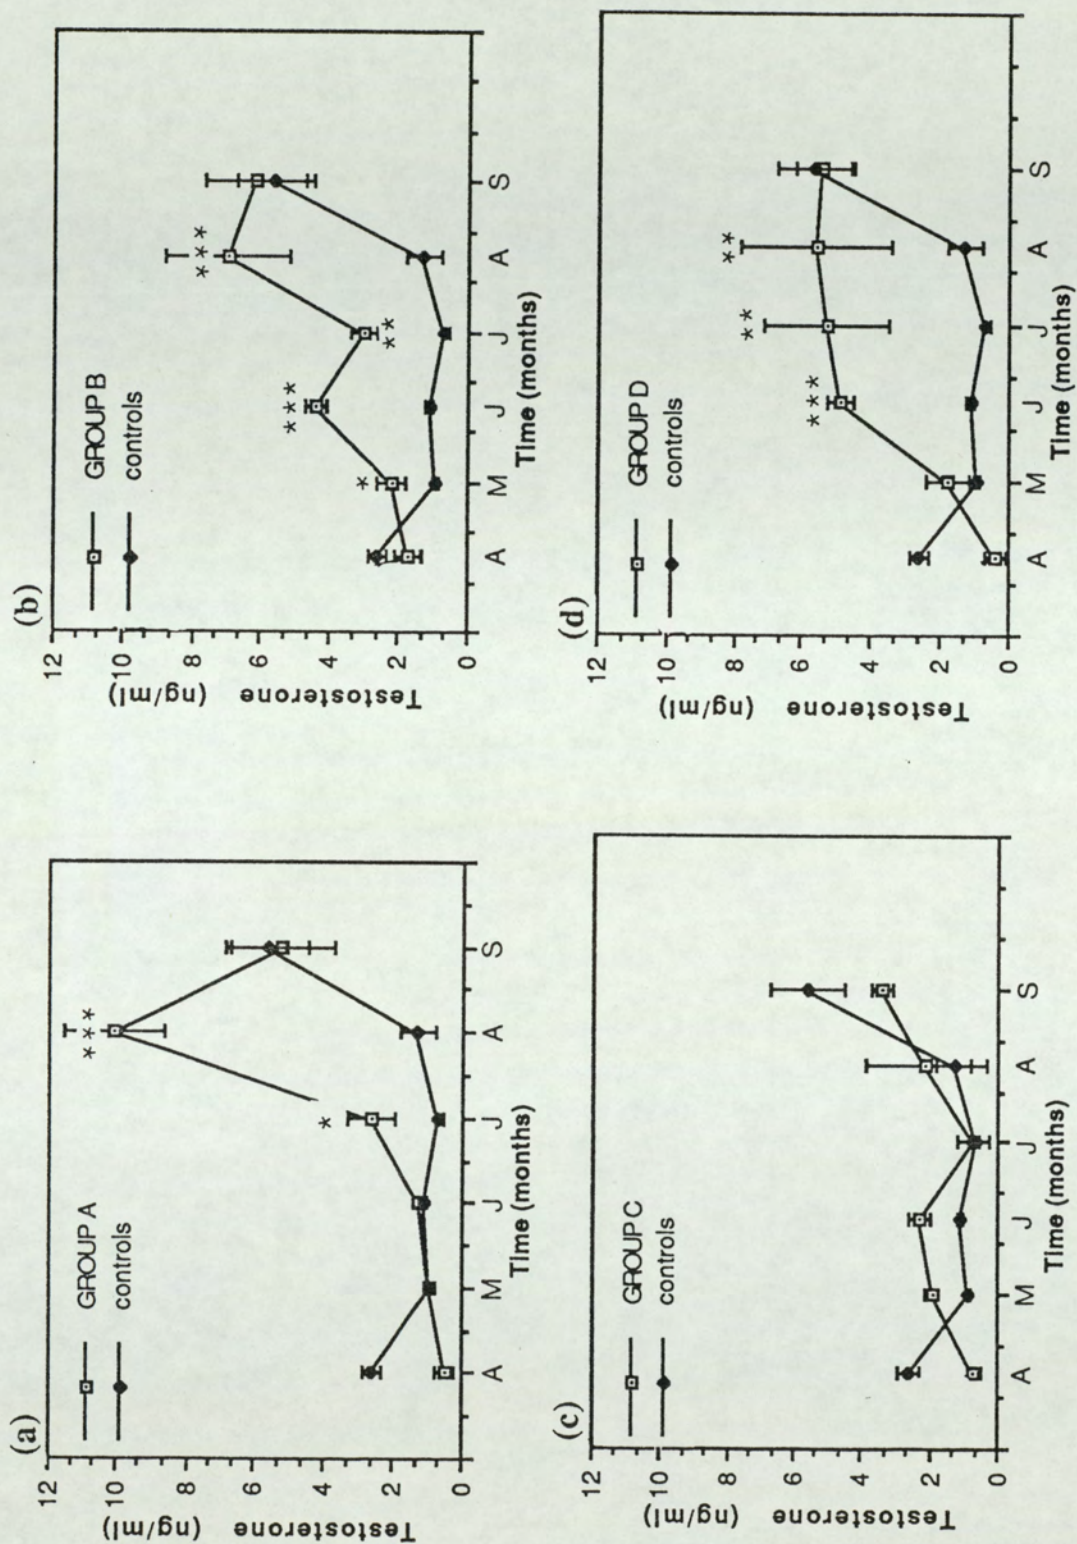 (a)
GROUP A
controls
Testosterone (ng/ml)
12
10
8
6
4
2
0
*
***
A M J J A S
Time (months)
(b)
GROUP B
controls
Testosterone (ng/ml)
12
10
8
6
4
2
0
*
***
**
***
A M J J A S
Time (months)
(c)
GROUP C
controls
Testosterone (ng/ml)
12
10
8
6
4
2
0
A M J J A S
Time (months)
(d)
GROUP D
controls
Testosterone (ng/ml)
12
10
8
6
4
2
0
***
**
**
A M J J A S
Time (months)